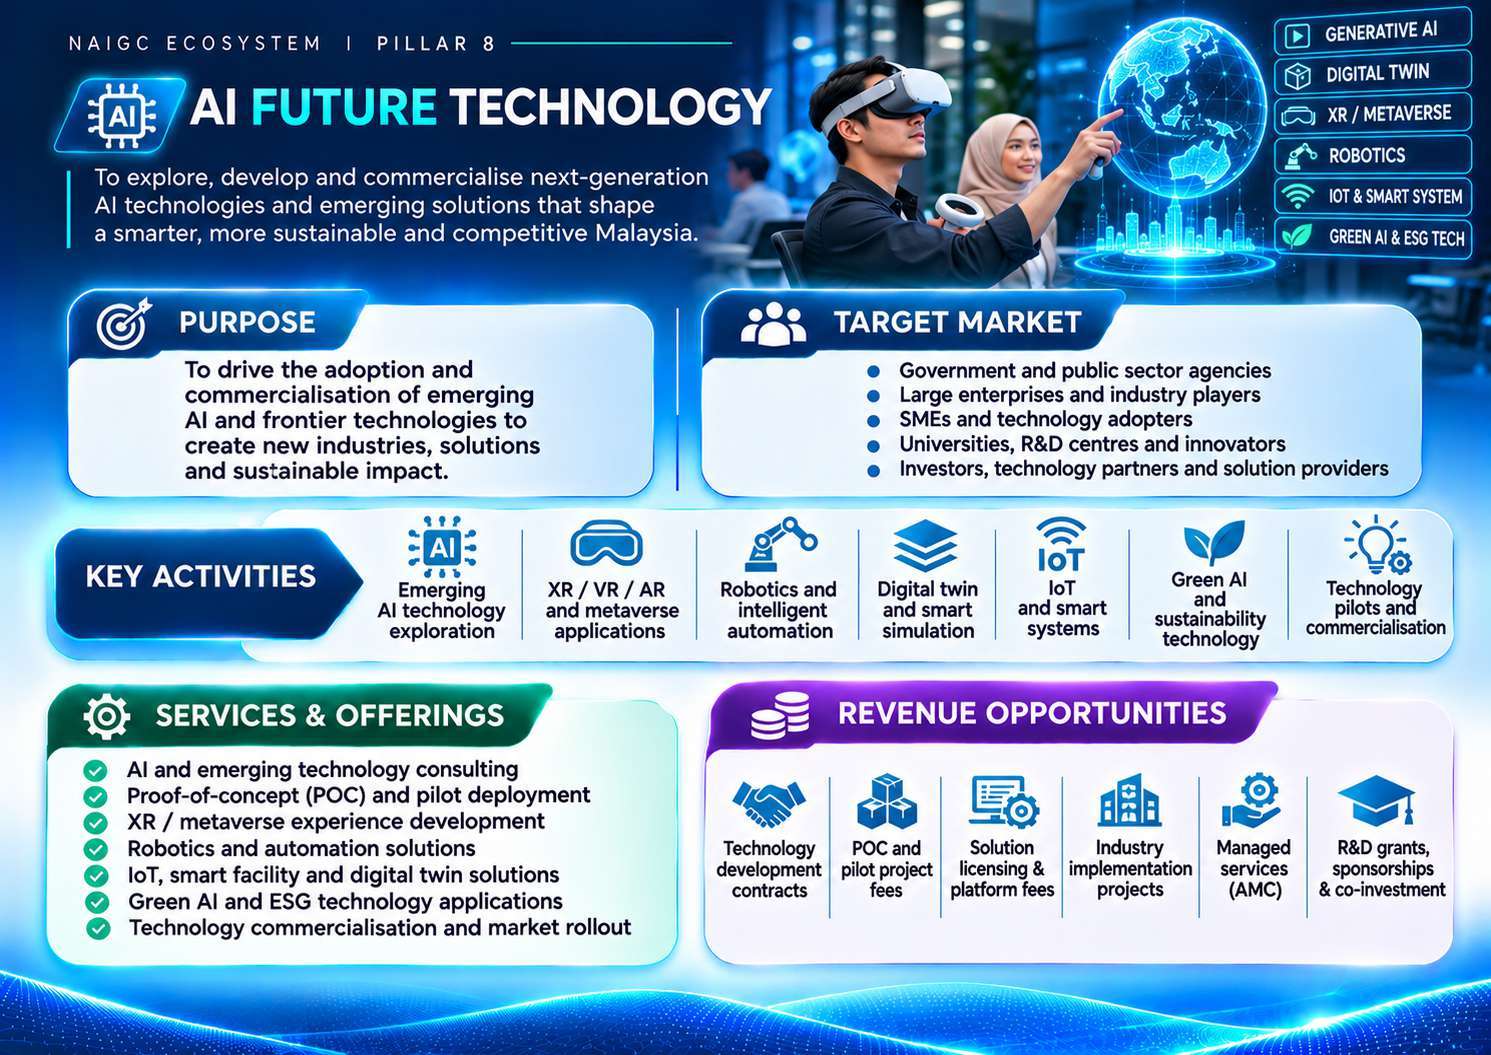 NAIGC ECOSYSTEM | PILLAR 8
AI
AI FUTURE TECHNOLOGY
To explore, develop and commercialise next-generation
AI technologies and emerging solutions that shape
a smarter, more sustainable and competitive Malaysia.
GENERATIVE AI
DIGITAL TWIN
XR / METAVERSE
ROBOTICS
IOT & SMART SYSTEM
GREEN AI & ESG TECH
PURPOSE
To drive the adoption and
commercialisation of emerging
AI and frontier technologies to
create new industries, solutions
and sustainable impact.
TARGET MARKET
Government and public sector agencies
Large enterprises and industry players
SMEs and technology adopters
Universities, R&D centres and innovators
Investors, technology partners and solution providers
KEY ACTIVITIES
AI
Emerging
AI technology
exploration
XR / VR / AR
and metaverse
applications
Robotics and
intelligent
automation
Digital twin
and smart
simulation
IoT
IoT
and smart
systems
Green AI
and
sustainability
technology
Technology
pilots and
commercialisation
SERVICES & OFFERINGS
AI and emerging technology consulting
Proof-of-concept (POC) and pilot deployment
XR / metaverse experience development
Robotics and automation solutions
IoT, smart facility and digital twin solutions
Green AI and ESG technology applications
Technology commercialisation and market rollout
REVENUE OPPORTUNITIES
Technology
development
contracts
POC and
pilot project
fees
Solution
licensing &
platform fees
Industry
implementation
projects
Managed
services
(AMC)
R&D grants,
sponsorships
& co-investment